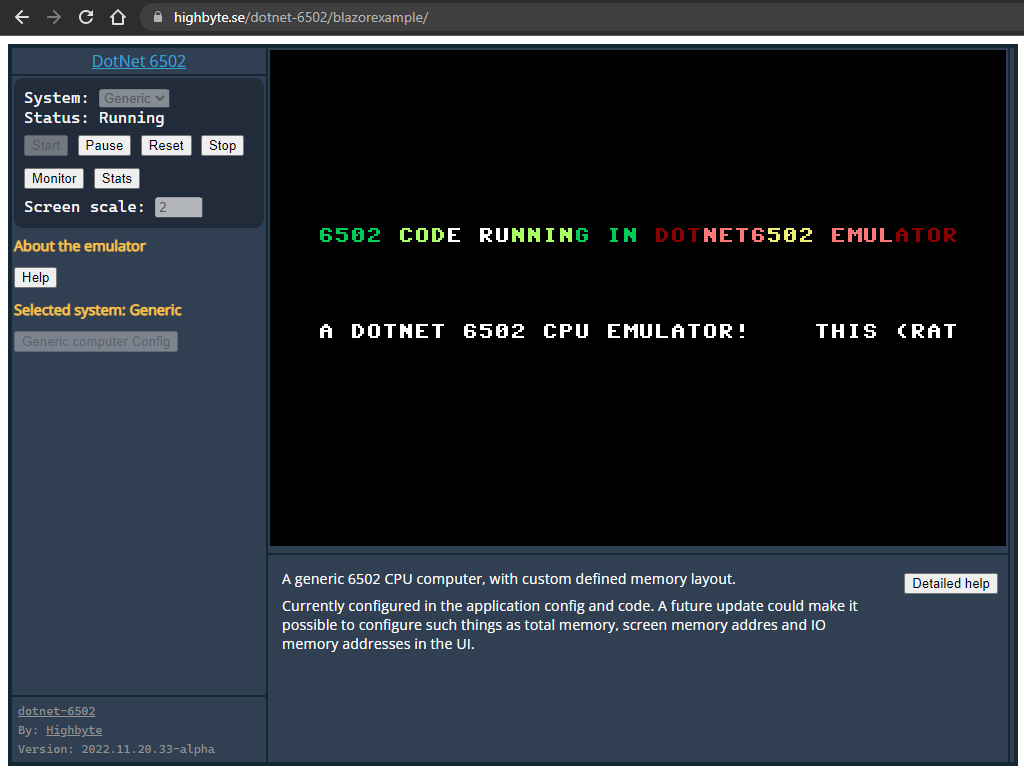 highbyte.se/dotnet-6502/blazorexample/
DotNet 6502
System: Generic
Status: Running
Start Pause Reset Stop
Monitor Stats
Screen scale: 2
About the emulator
Help
Selected system: Generic
Generic computer Config
6502 CODE RUNNING IN DOTNET6502 EMULATOR
A DOTNET 6502 CPU EMULATOR! THIS (RAT
A generic 6502 CPU computer, with custom defined memory layout.
Detailed help
Currently configured in the application config and code. A future update could make it
possible to configure such things as total memory, screen memory addres and IO
memory addresses in the UI.
dotnet-6502
By: Highbyte
Version: 2022.11.20.33-alpha